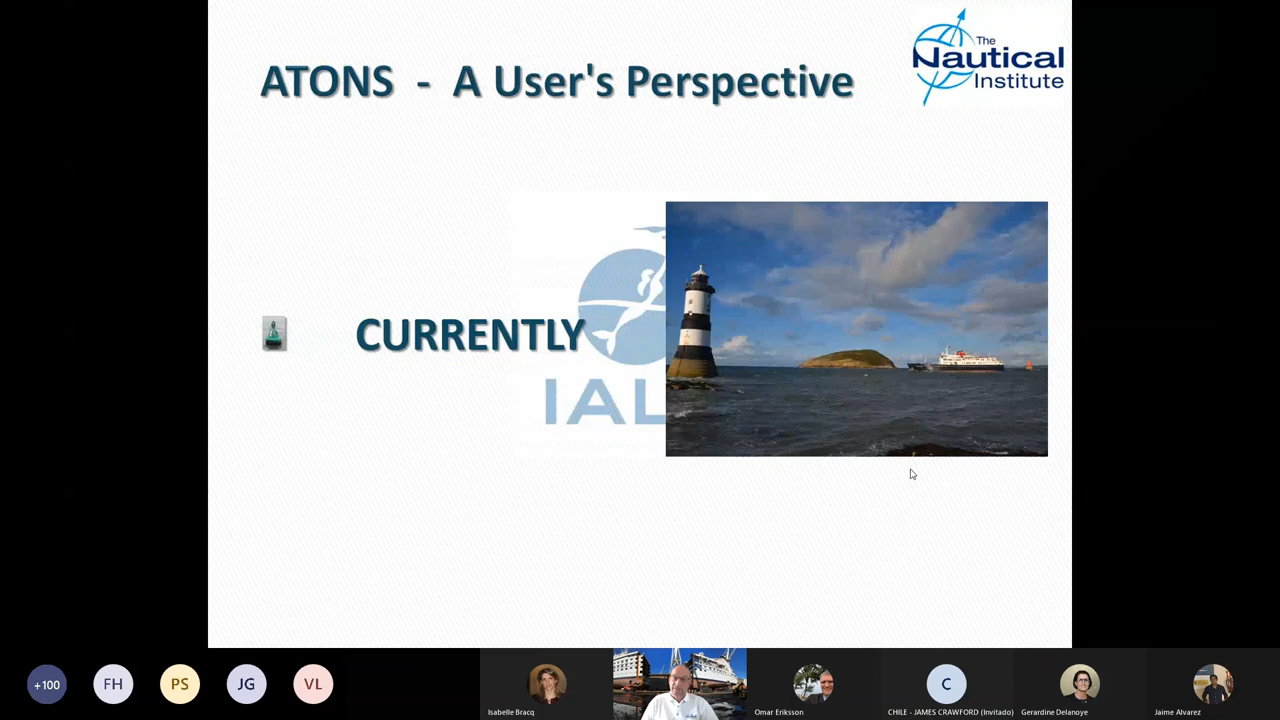 The
Nautical
Institute
ATONS - A User's Perspective
CURRENTLY
IAL
+100
FH
PS
JG
VL
Isabelle Bracq
Omar Eriksson
C
CHILE - JAMES CRAWFORD (Invitado)
Gerardine Delanoye
Jaime Alvarez